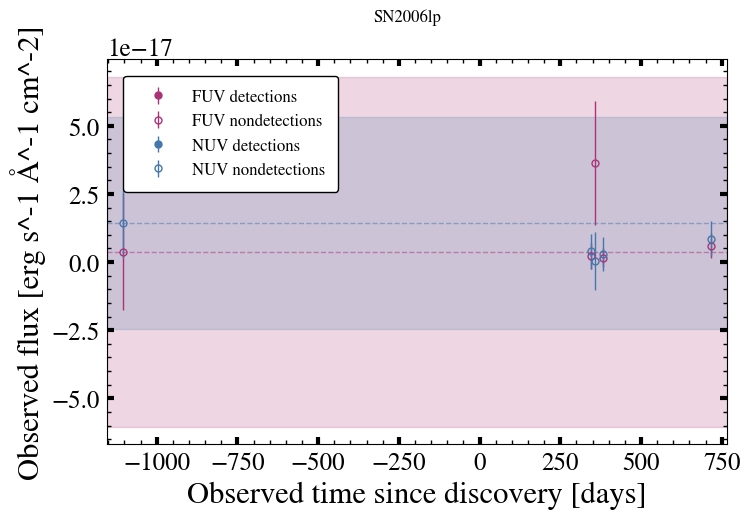 SN2006lp
1e−17
Observed flux [erg s^-1 Å^-1 cm^-2]
5.0
2.5
0.0
−2.5
−5.0
FUV detections
FUV nondetections
NUV detections
NUV nondetections
−1000 −750 −500 −250 0 250 500 750
Observed time since discovery [days]